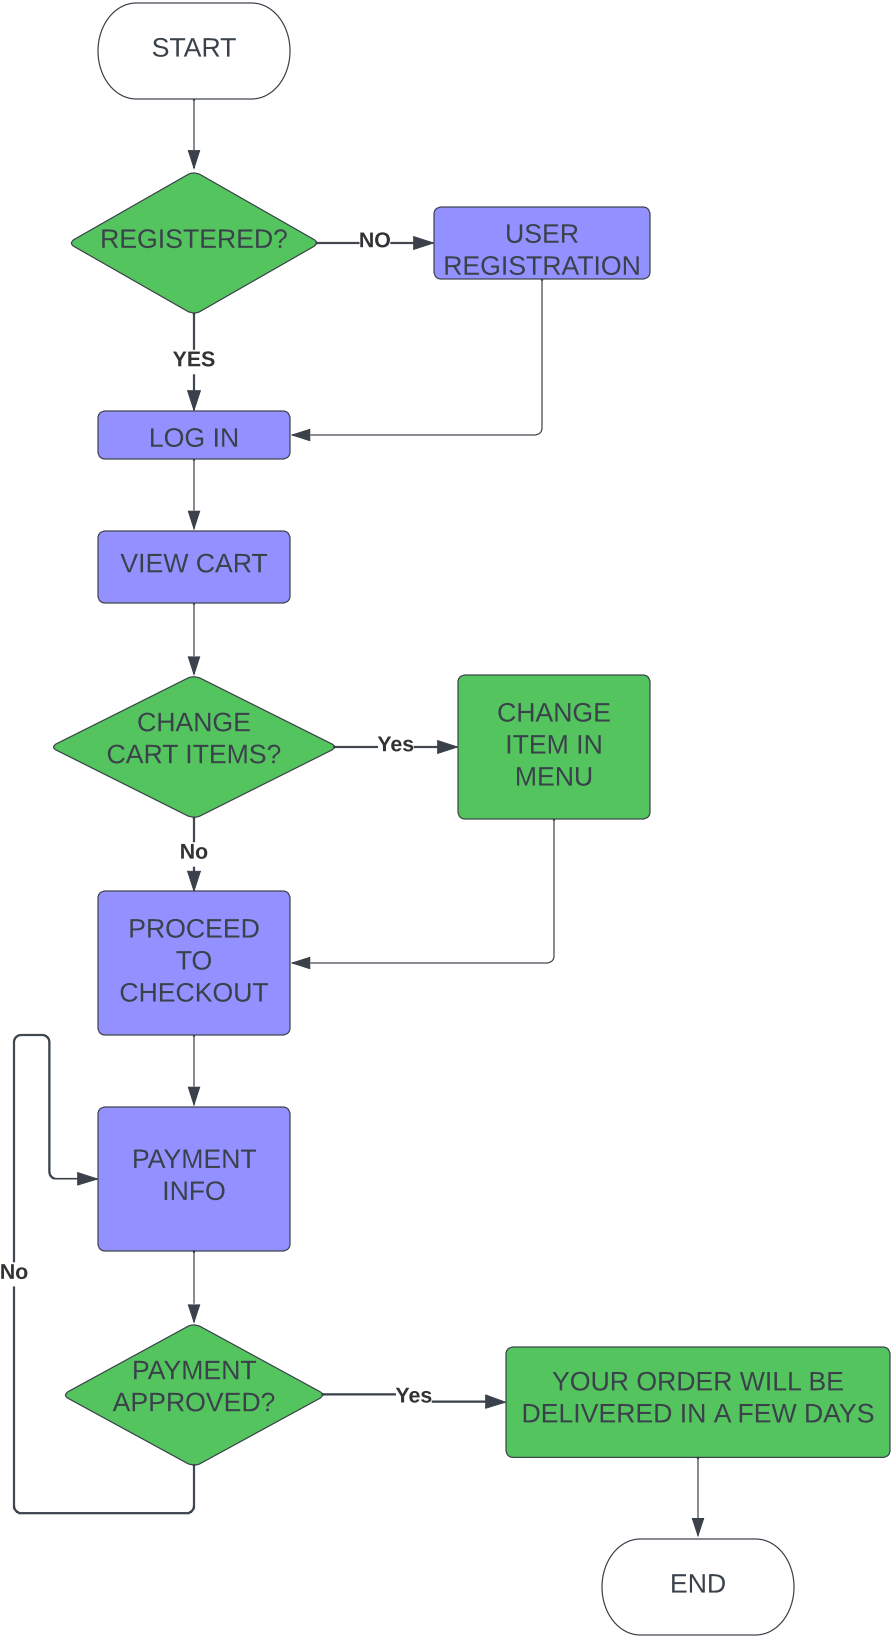 START
REGISTERED?
NO
USER
REGISTRATION
YES
LOG IN
VIEW CART
CHANGE
CART ITEMS?
Yes
CHANGE
ITEM IN
MENU
No
PROCEED
TO
CHECKOUT
PAYMENT
INFO
No
PAYMENT
APPROVED?
Yes
YOUR ORDER WILL BE
DELIVERED IN A FEW DAYS
END